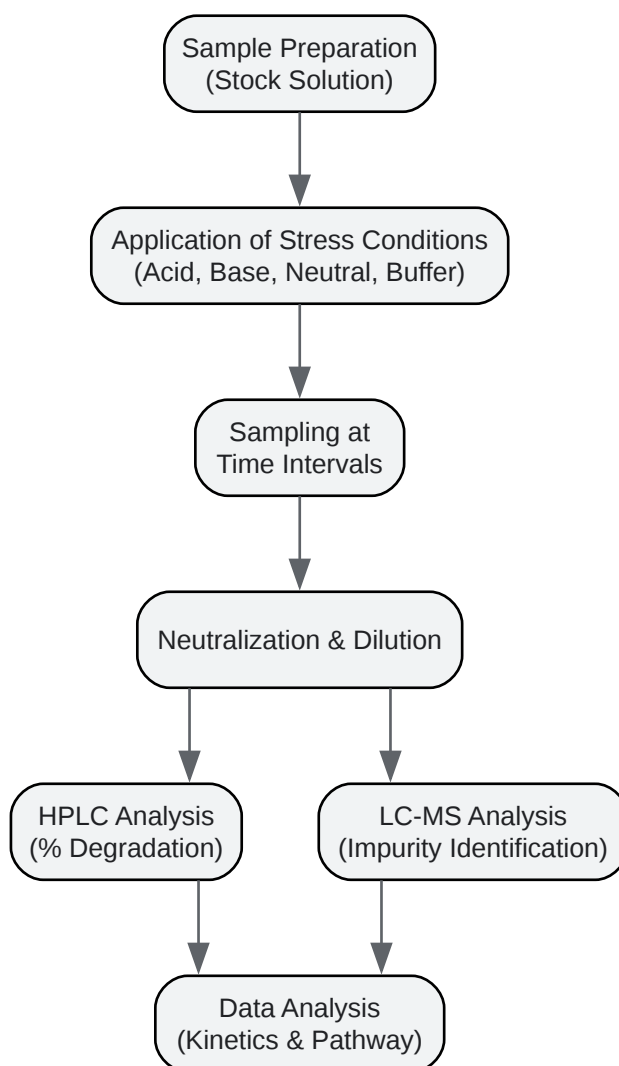 Sample Preparation
(Stock Solution)
Application of Stress Conditions
(Acid, Base, Neutral, Buffer)
Sampling at
Time Intervals
Neutralization & Dilution
HPLC Analysis
(% Degradation)
LC-MS Analysis
(Impurity Identification)
Data Analysis
(Kinetics & Pathway)